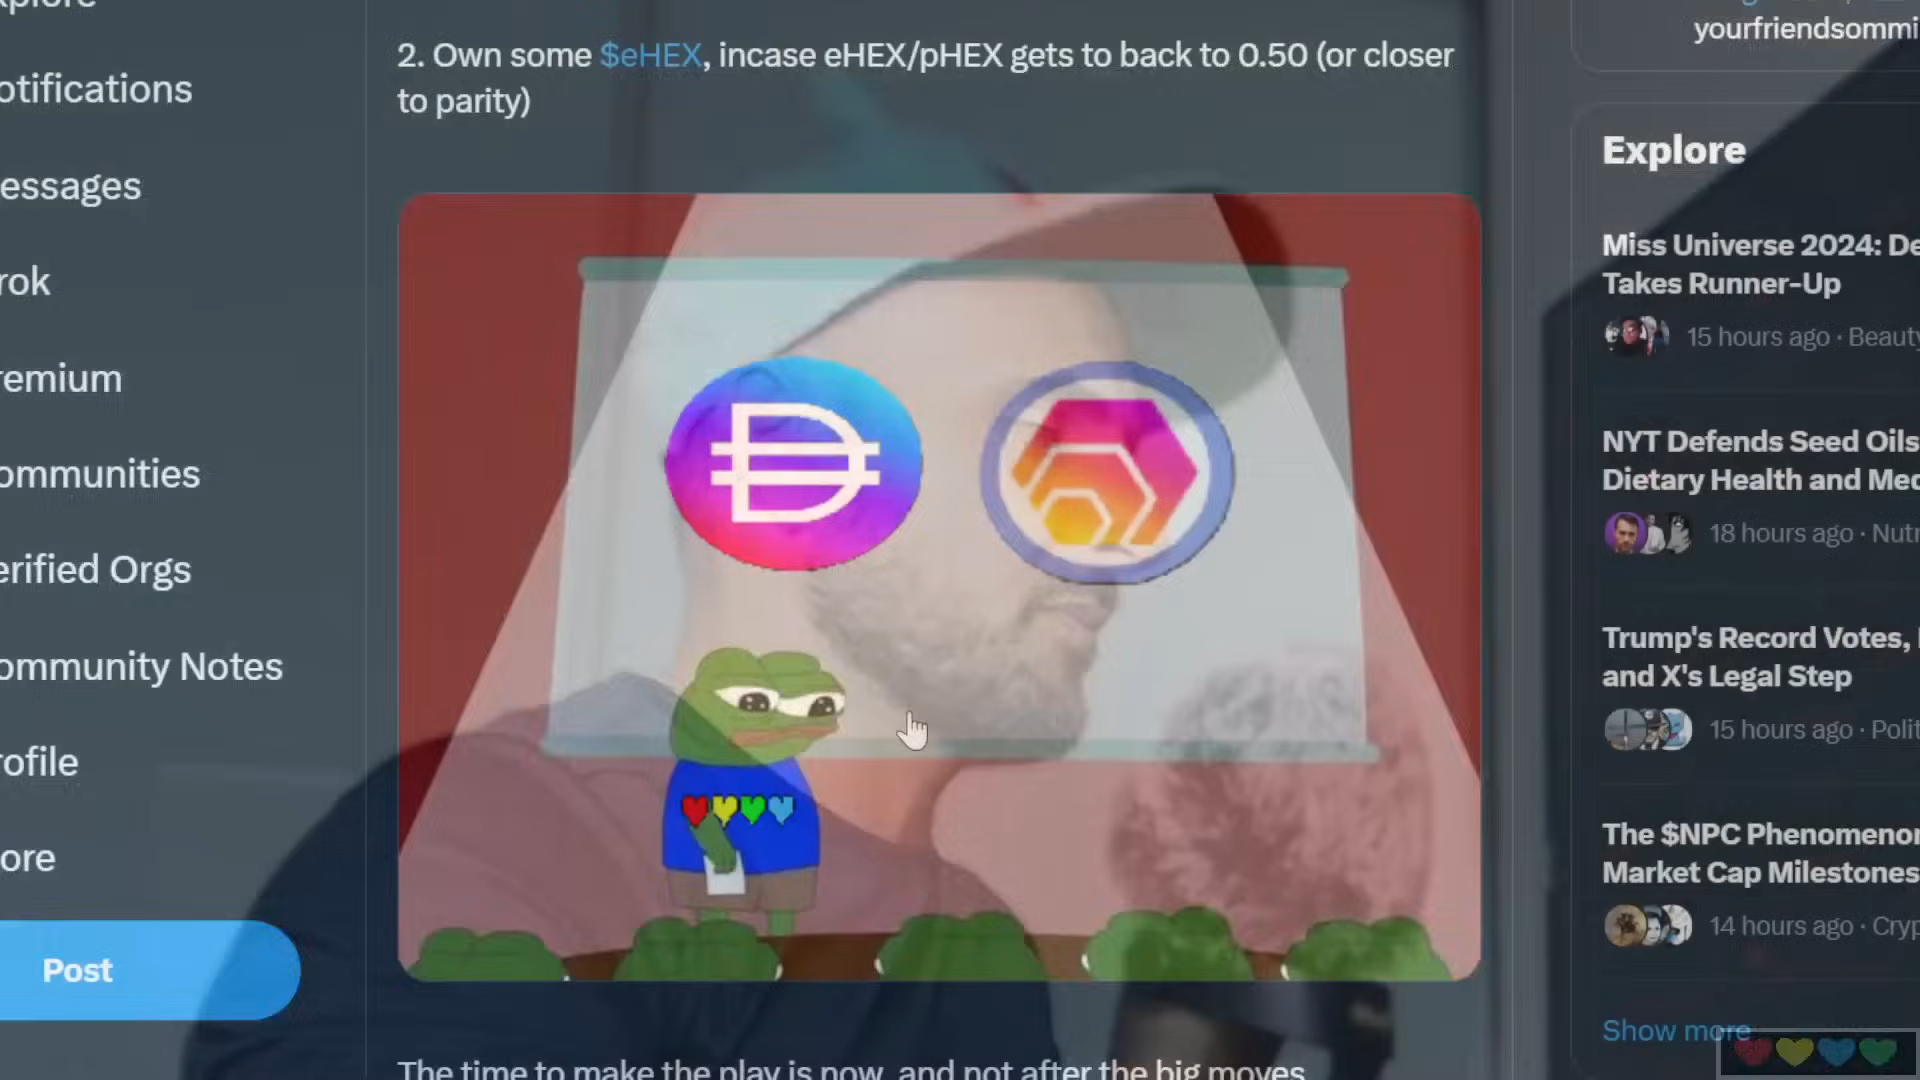 xplore
otifications
essages
rok
remium
ommunities
erified Orgs
ommunity Notes
rofile
ore
Post
2. Own some $eHEX, incase eHEX/pHEX gets to back to 0.50 (or closer
to parity)
The time to make the play is now, and not after the big moves
yourfriendsommi
Explore
Miss Universe 2024: De
Takes Runner-Up
15 hours ago · Beauty
NYT Defends Seed Oils
Dietary Health and Med
18 hours ago · Nutr
Trump's Record Votes,
and X's Legal Step
15 hours ago · Polit
The $NPC Phenomenon
Market Cap Milestones
14 hours ago · Cryp
Show more